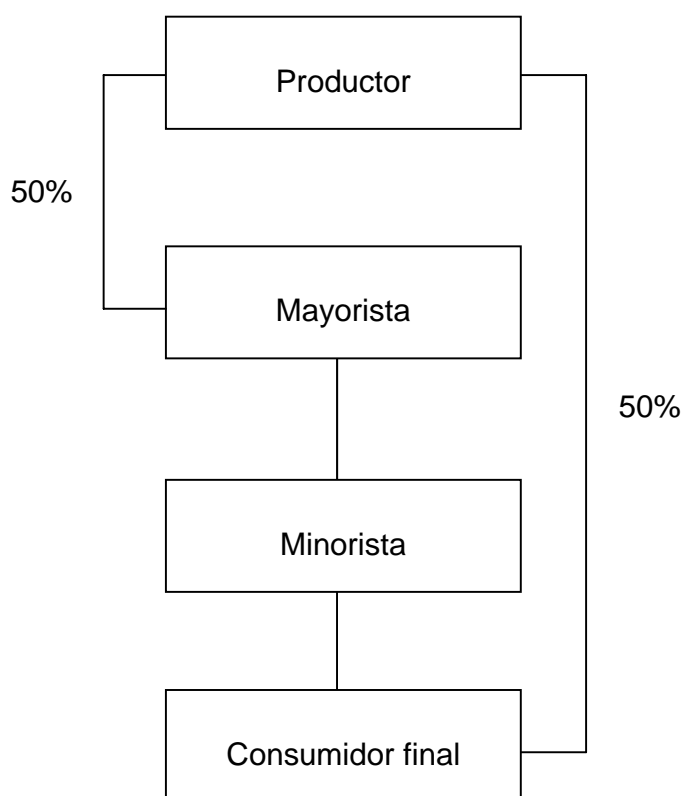 Productor
50%
Mayorista
50%
Minorista
Consumidor final